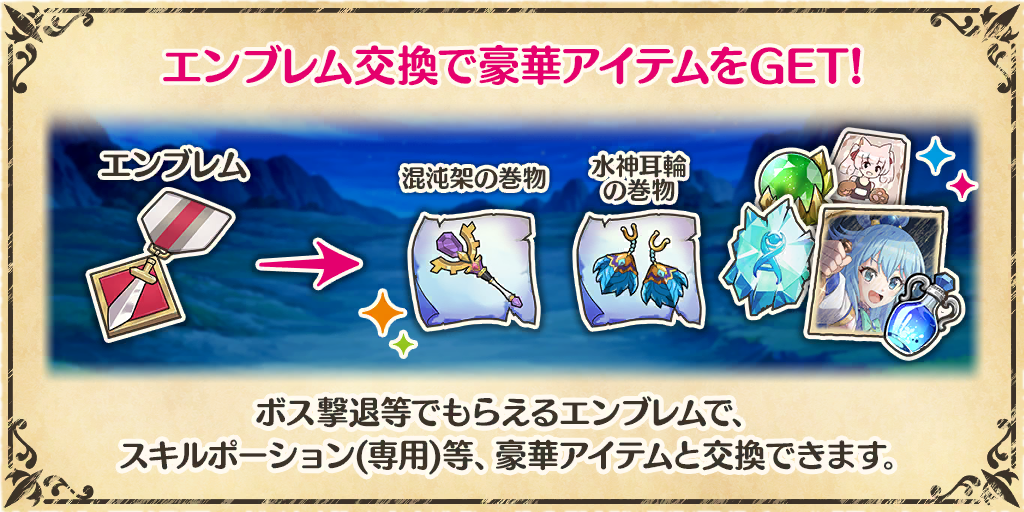 エンブレム交換で豪華アイテムをGET!
エンブレム
混沌架の巻物
水神耳輪
の巻物
ボス撃退等でもらえるエンブレムで、
スキルポーション(専用)等、豪華アイテムと交換できます。